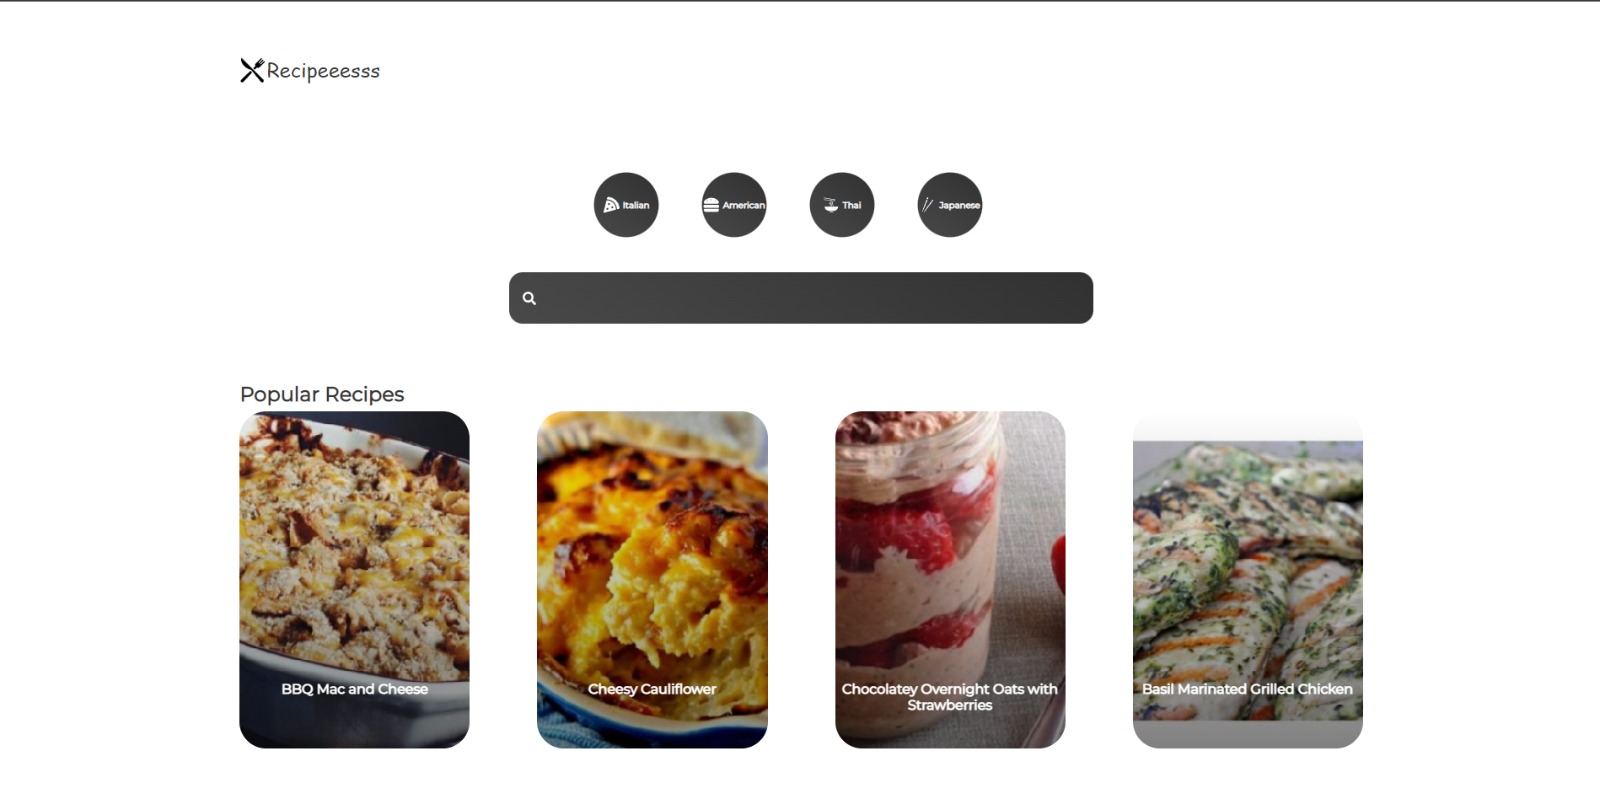 Recipeeesss
Italian
American
Thai
Japanese
Popular Recipes
BBQ Mac and Cheese
Cheesy Cauliflower
Chocolatey Overnight Oats with
Strawberries
Basil Marinated Grilled Chicken